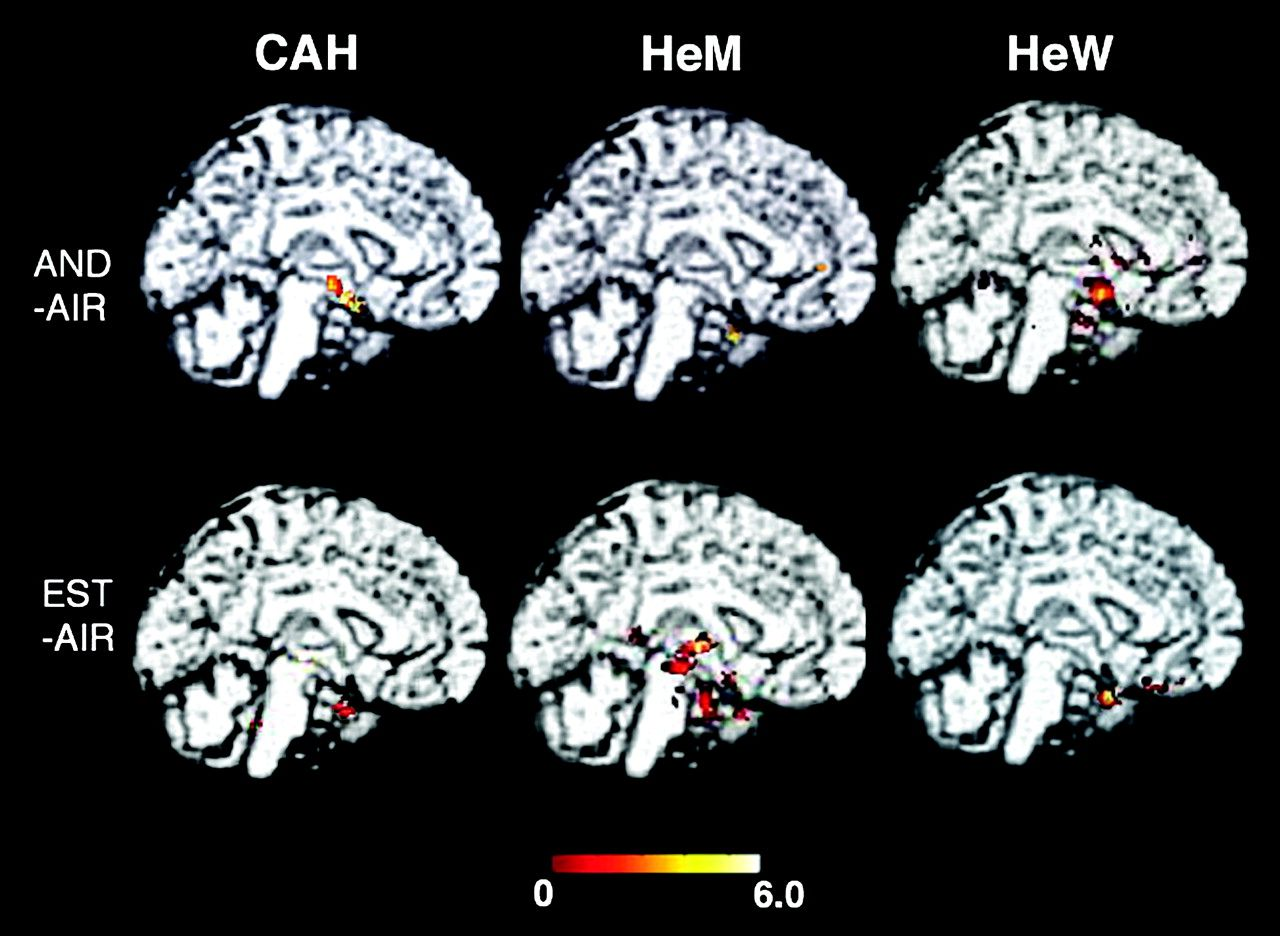 CAH HeM HeW
AND
-AIR
EST
-AIR
0 6.0